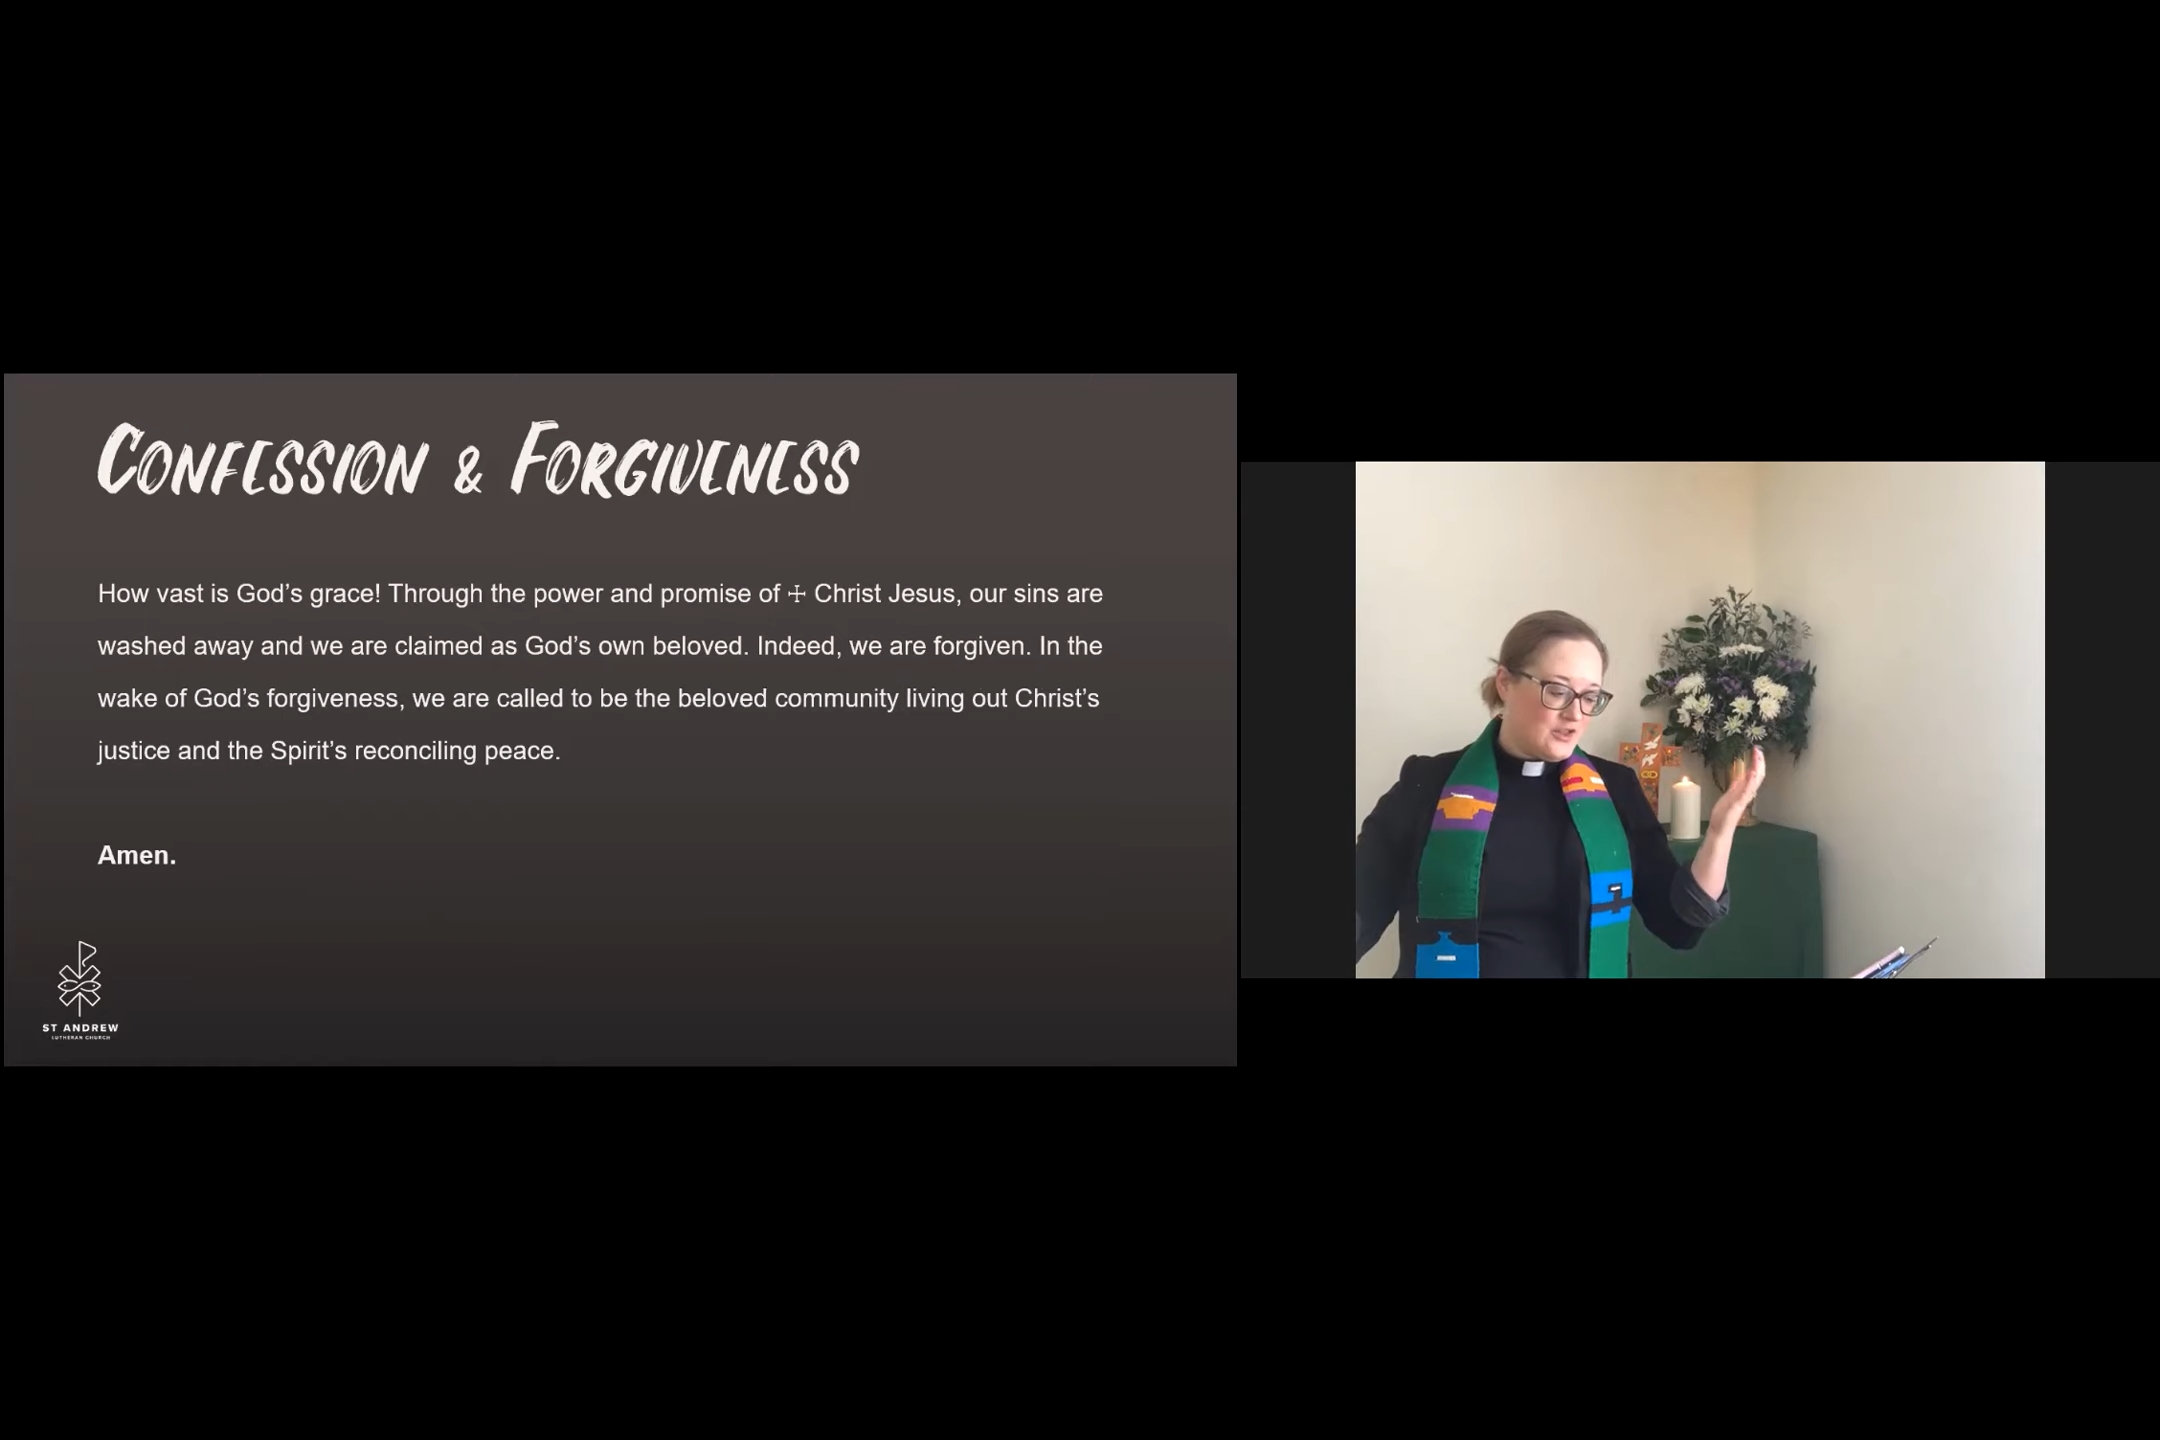 CONFESSION & FORGIVENESS
How vast is God’s grace! Through the power and promise of ☩ Christ Jesus, our sins are
washed away and we are claimed as God’s own beloved. Indeed, we are forgiven. In the
wake of God’s forgiveness, we are called to be the beloved community living out Christ’s
justice and the Spirit’s reconciling peace.
Amen.
ST ANDREW
LUTHERAN CHURCH